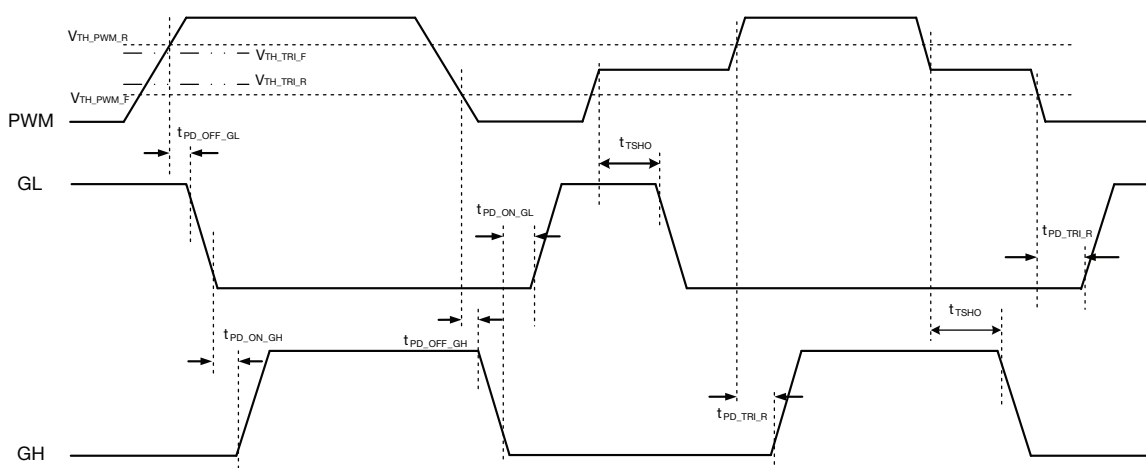 VTH_PWM_R
VTH_TRI_F
VTH_TRI_R
VTH_PWM_F
PWM
tPD_OFF_GL
tTSHO
GL
tPD_ON_GL
tPD_TRI_R
tTSHO
tPD_ON_GH
tPD_OFF_GH
tPD_TRI_R
GH